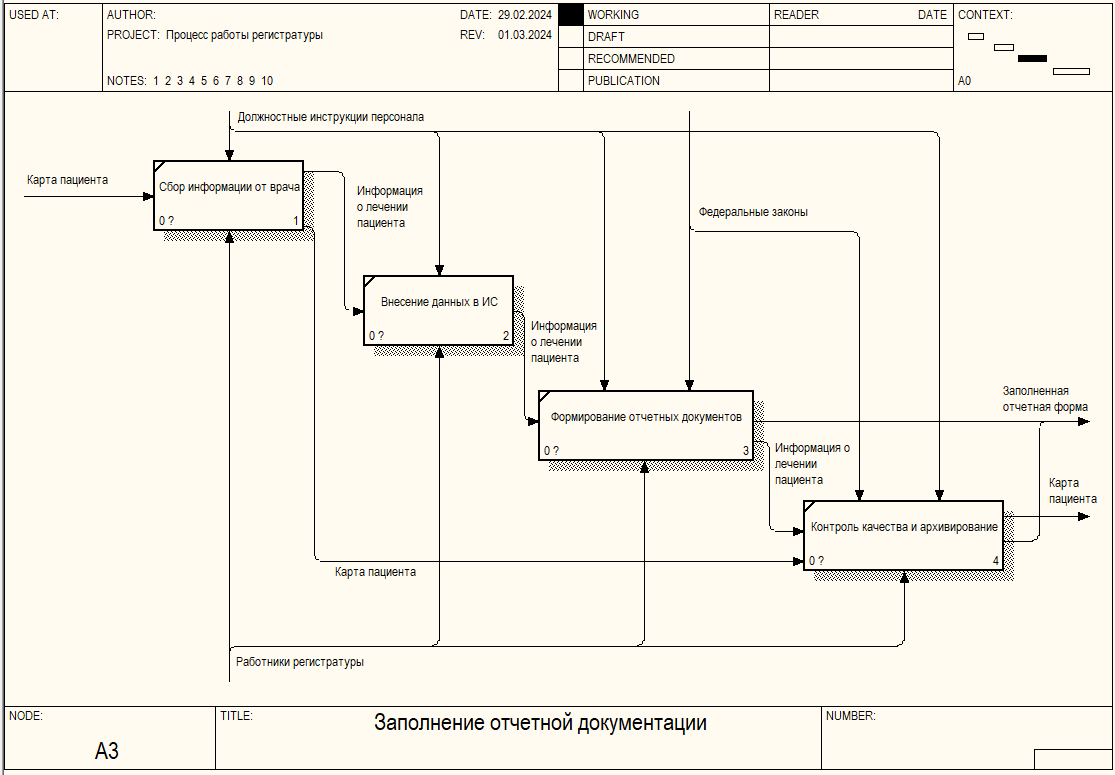 USED AT:
AUTHOR:
DATE: 29.02.2024
PROJECT: Процесс работы регистратуры
REV: 01.03.2024
NOTES: 1 2 3 4 5 6 7 8 9 10
WORKING
DRAFT
RECOMMENDED
PUBLICATION
READER
DATE
CONTEXT:
A0
Должностные инструкции персонала
Карта пациента
Сбор информации от врача
0 ?
1
Информация
о лечении
пациента
Федеральные законы
Внесение данных в ИС
0 ?
2
Информация
о лечении
пациента
Формирование отчетных документов
0 ?
3
Заполненная
отчетная форма
Информация о
лечении
пациента
Карта
пациента
Контроль качества и архивирование
0 ?
4
Карта пациента
Работники регистратуры
NODE:
A3
TITLE:
Заполнение отчетной документации
NUMBER: